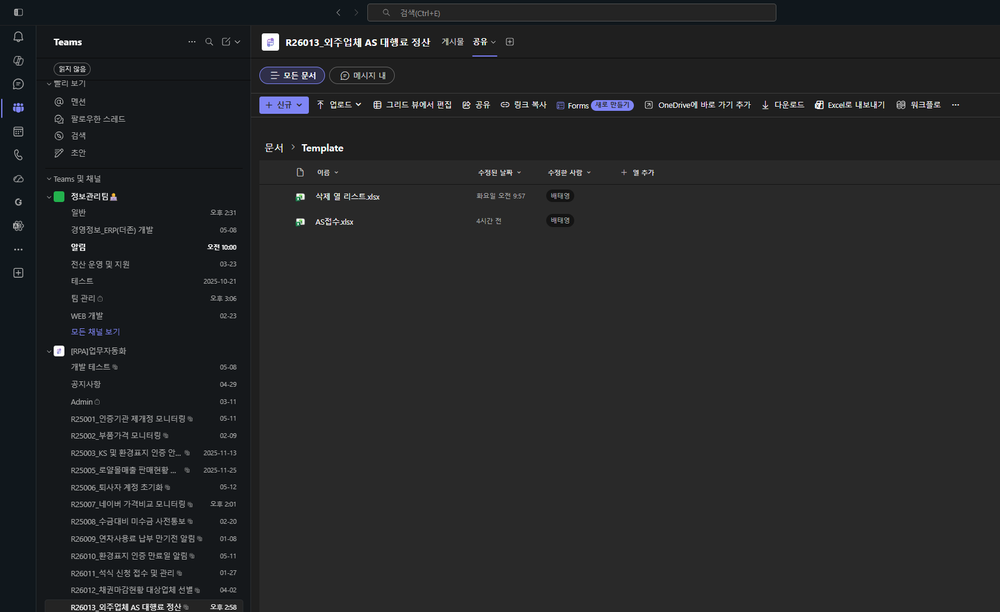 검색(Ctrl+E)
Teams
읽지 않음
빨리 보기
멘션
팔로우한 스레드
검색
초안
Teams 및 채널
정보관리팀
일반 오후 2:31
경영정보_ERP(더존) 개발 05-08
알림 오전 10:00
전산 운영 및 지원 03-23
테스트 2025-10-21
팀 관리 오후 3:06
WEB 개발 02-23
모든 채널 보기
[RPA]업무자동화
개발 테스트 05-08
공지사항 04-29
Admin 03-11
R25001_인증기관 제개정 모니터링 05-11
R25002_부품가격 모니터링 02-09
R25003_KS 및 환경표지 인증 안... 2025-11-13
R25005_로얄몰매출 판매현황 ... 2025-11-25
R25006_퇴사자 계정 초기화 05-12
R25007_네이버 가격비교 모니터링 오후 2:01
R25008_수금대비 미수금 사전통보 02-20
R26009_연차사용료 납부 만기전 알림 01-08
R26010_환경표지 인증 만료일 알림 05-11
R26011_석식 신청 접수 및 관리 01-27
R26012_채권마감현황 대상업체 선별 04-02
R26013_외주업체 AS 대행료 정산 오후 2:58
R26013_외주업체 AS 대행료 정산 게시물 공유
모든 문서 메시지 내
신규 업로드 그리드 뷰에서 편집 공유 링크 복사 Forms 새로 만들기 OneDrive에 바로 가기 추가 다운로드 Excel로 내보내기 워크플로 ...
문서 > Template
이름 수정된 날짜 수정한 사람 + 열 추가
삭제 열 리스트.xlsx 화요일 오전 9:57 배태영
AS접수.xlsx 4시간 전 배태영